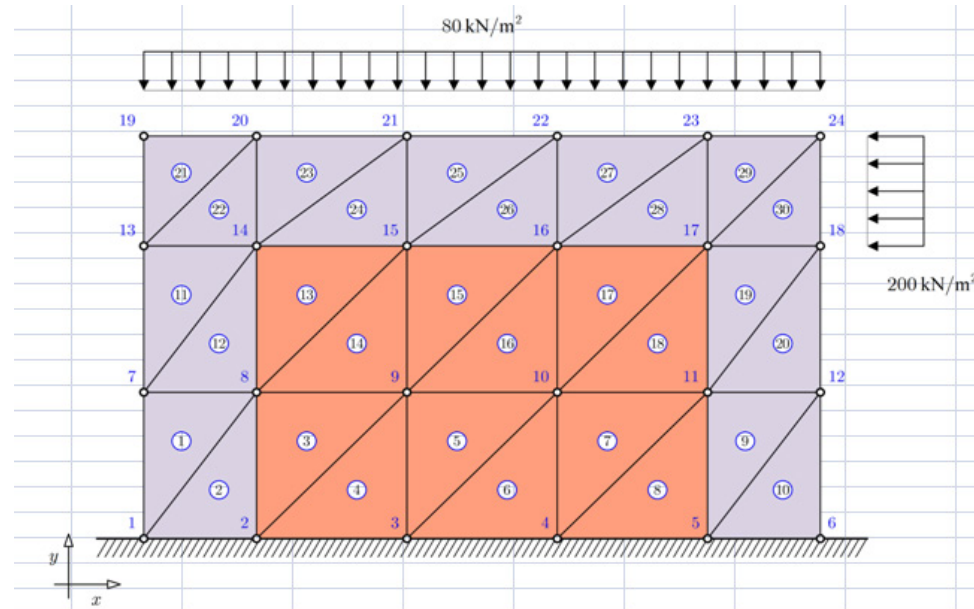 80 kN/m²
19 20 21 22 23 24
21 23 25 27 29
22 24 26 28 30
13 14 15 16 17 18
200 kN/m²
11 13 15 17 19
12 14 16 18 20
7 8 9 10 11 12
1 3 5 7 9
2 4 6 8 10
1 2 3 4 5 6
y
x